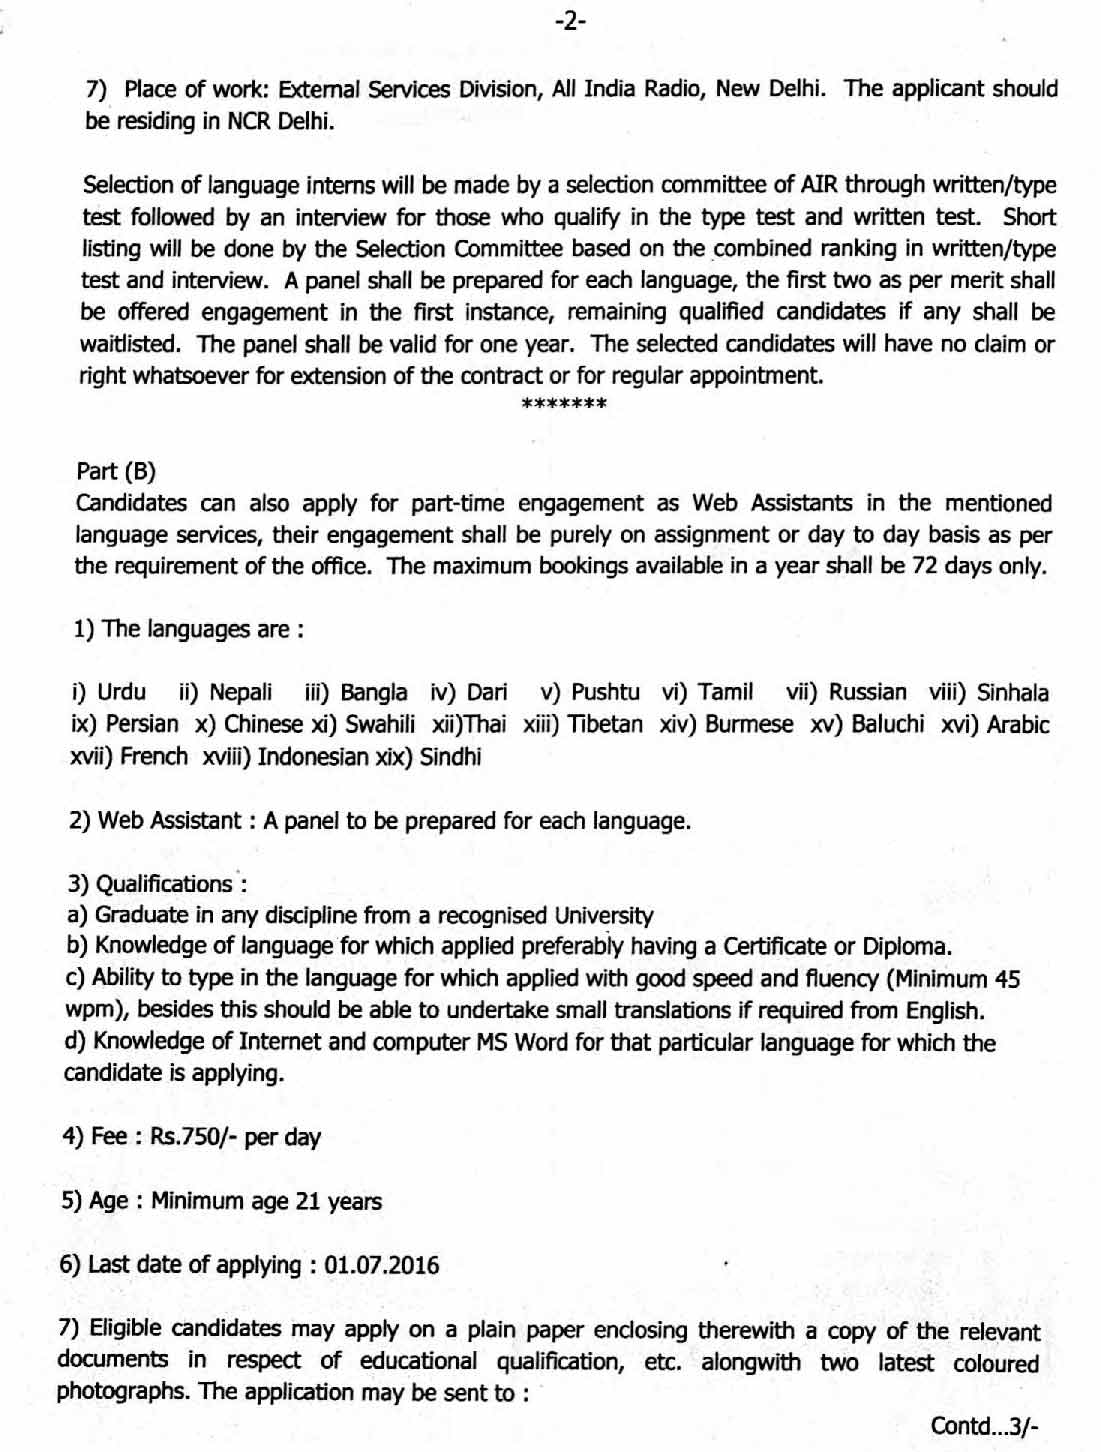 -2-
7) Place of work: External Services Division, All India Radio, New Delhi. The applicant should
be residing in NCR Delhi.
Selection of language interns will be made by a selection committee of AIR through written/type
test followed by an interview for those who qualify in the type test and written test. Short
listing will be done by the Selection Committee based on the combined ranking in written/type
test and interview. A panel shall be prepared for each language, the first two as per merit shall
be offered engagement in the first instance, remaining qualified candidates if any shall be
waitlisted. The panel shall be valid for one year. The selected candidates will have no claim or
right whatsoever for extension of the contract or for regular appointment.
*******
Part (B)
Candidates can also apply for part-time engagement as Web Assistants in the mentioned
language services, their engagement shall be purely on assignment or day to day basis as per
the requirement of the office. The maximum bookings available in a year shall be 72 days only.
1) The languages are :
i) Urdu ii) Nepali iii) Bangla iv) Dari v) Pushtu vi) Tamil vii) Russian viii) Sinhala
ix) Persian x) Chinese xi) Swahili xii)Thai xiii) Tibetan xiv) Burmese xv) Baluchi xvi) Arabic
xvii) French xviii) Indonesian xix) Sindhi
2) Web Assistant : A panel to be prepared for each language.
3) Qualifications :
a) Graduate in any discipline from a recognised University
b) Knowledge of language for which applied preferably having a Certificate or Diploma.
c) Ability to type in the language for which applied with good speed and fluency (Minimum 45
wpm), besides this should be able to undertake small translations if required from English.
d) Knowledge of Internet and computer MS Word for that particular language for which the
candidate is applying.
4) Fee : Rs.750/- per day
5) Age : Minimum age 21 years
6) Last date of applying : 01.07.2016
7) Eligible candidates may apply on a plain paper enclosing therewith a copy of the relevant
documents in respect of educational qualification, etc. alongwith two latest coloured
photographs. The application may be sent to :
Contd...3/-